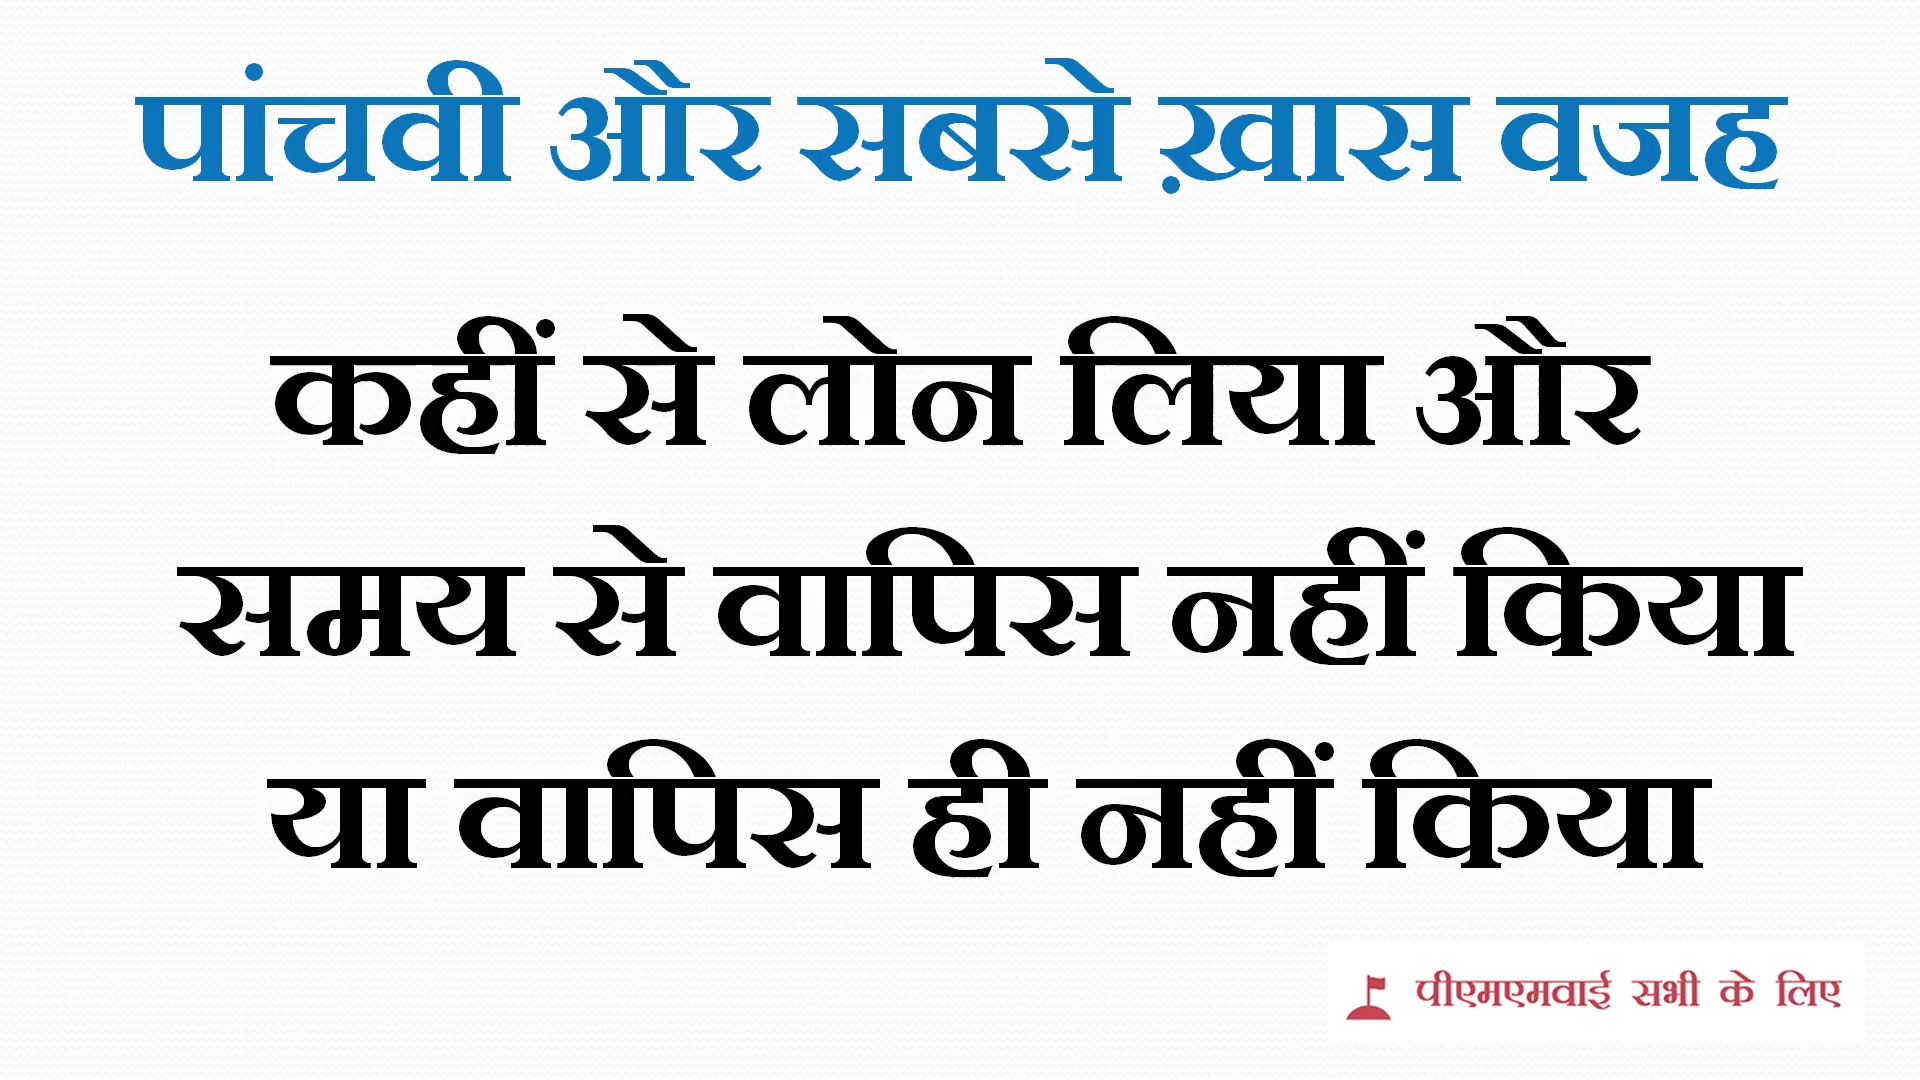 पांचवी और सबसे ख़ास वजह
कहीं से लोन लिया और
समय से वापिस नहीं किया
या वापिस ही नहीं किया
पीएमएमवाई सभी के लिए